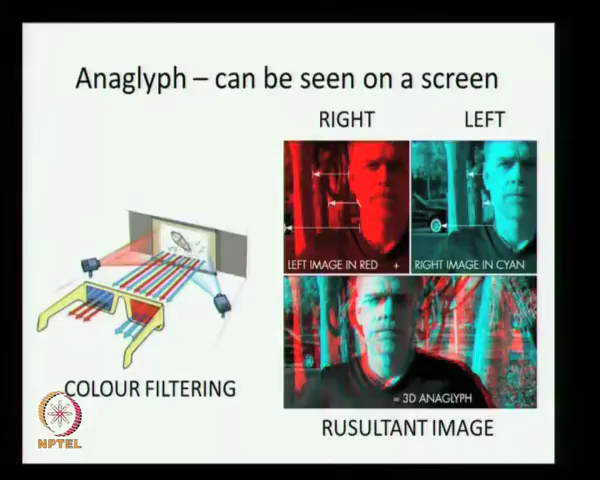 Anaglyph – can be seen on a screen
RIGHT LEFT
LEFT IMAGE IN RED + RIGHT IMAGE IN CYAN
= 3D ANAGLYPH
COLOUR FILTERING
RUSULTANT IMAGE
NPTEL